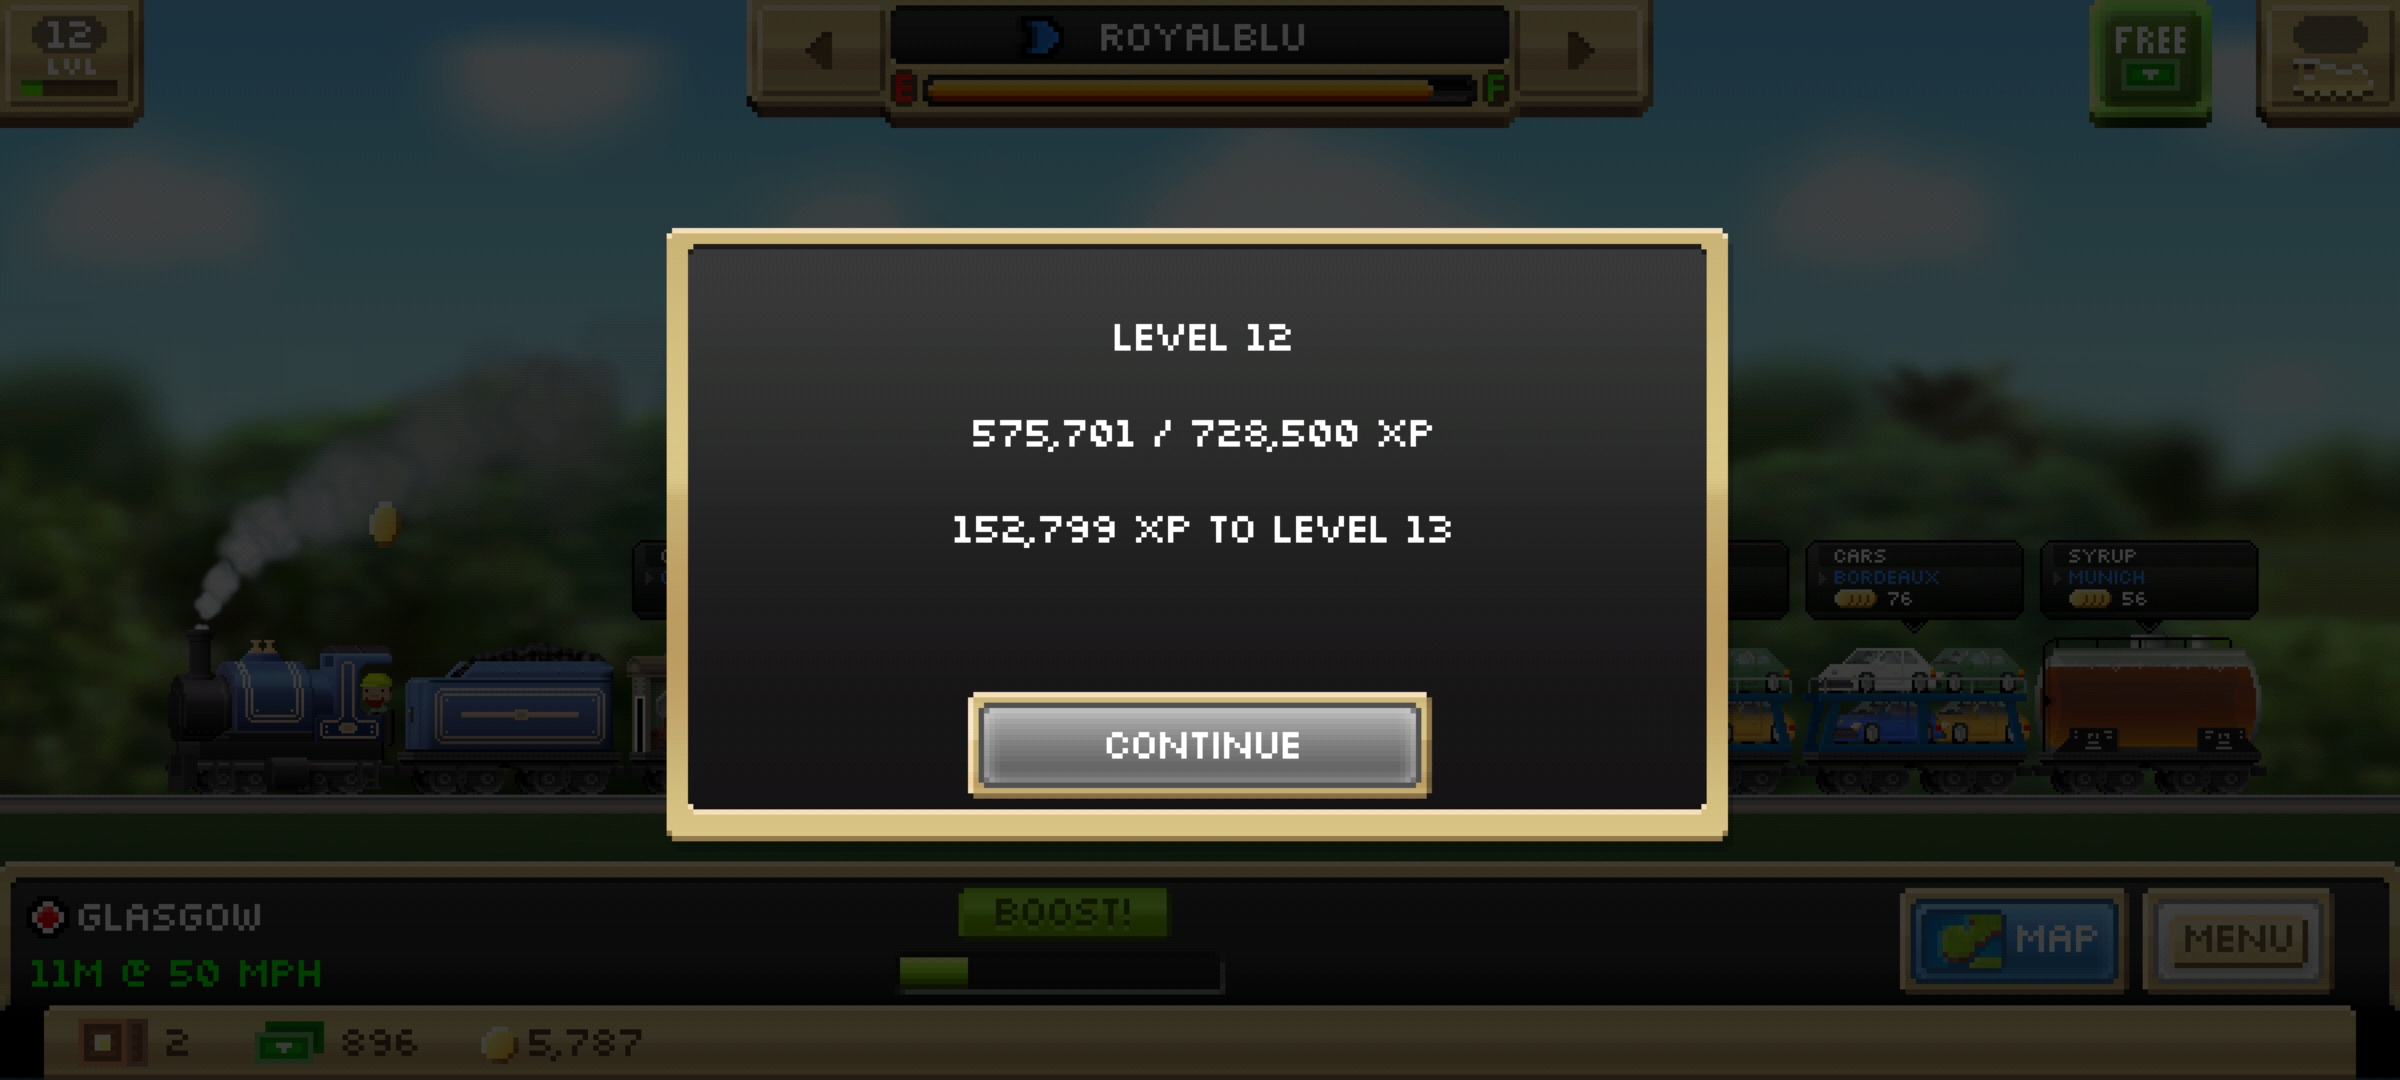 12
LVL
ROYALBLU
E F
FREE
LEVEL 12
575,701 / 728,500 XP
152,799 XP TO LEVEL 13
CONTINUE
CARS
BORDEAUX
76
SYRUP
MUNICH
56
GLASGOW
11M @ 50 MPH
BOOST!
MAP
MENU
2 896 5,787